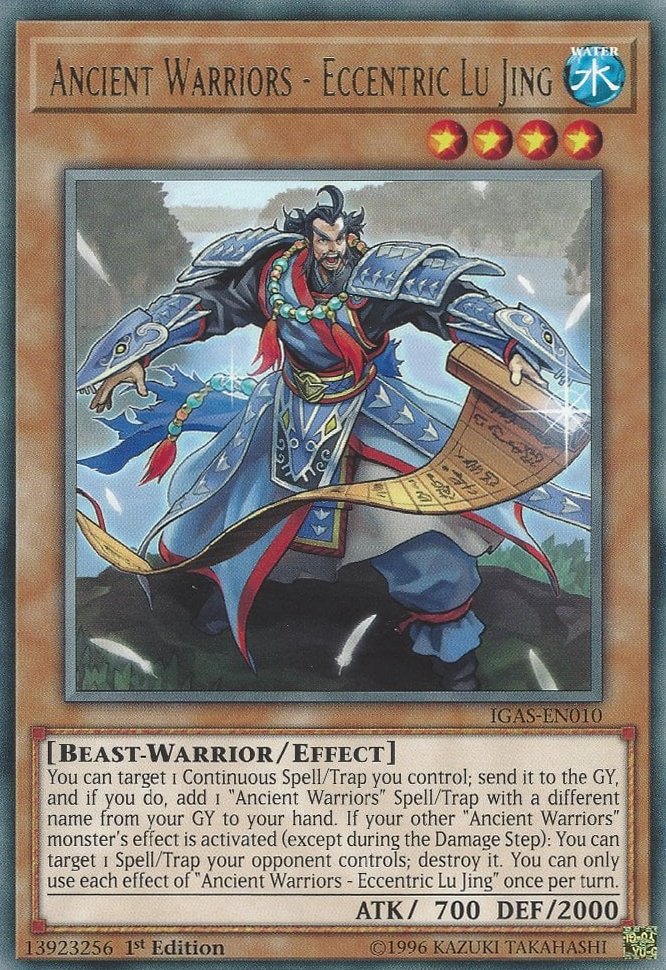 Ancient Warriors - Eccentric Lu Jing
WATER
水
IGAS-EN010
[Beast-Warrior/Effect]
You can target 1 Continuous Spell/Trap you control; send it to the GY,
and if you do, add 1 "Ancient Warriors" Spell/Trap with a different
name from your GY to your hand. If your other "Ancient Warriors"
monster's effect is activated (except during the Damage Step): You can
target 1 Spell/Trap your opponent controls; destroy it. You can only
use each effect of "Ancient Warriors - Eccentric Lu Jing" once per turn.
ATK/ 700 DEF/2000
13923256 1st Edition
©1996 KAZUKI TAKAHASHI